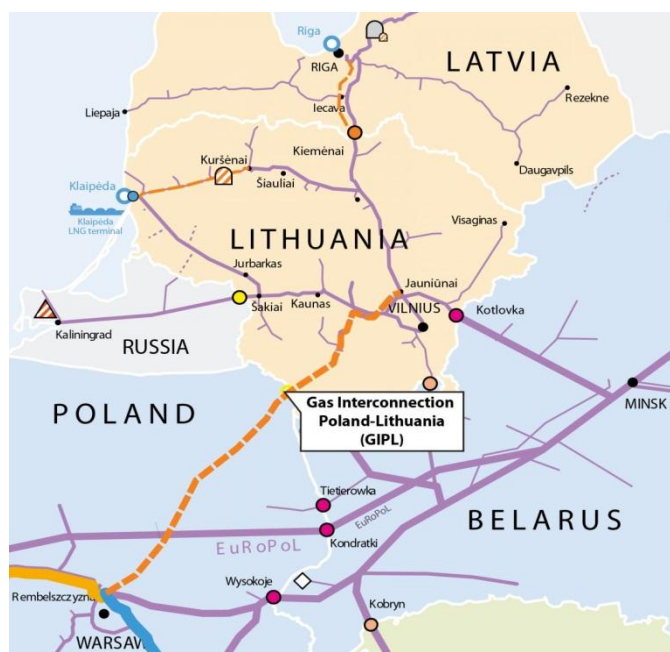 Riga
RIGA
LATVIA
Iecava
Rezekne
Liepaja
Kiemėnai
Daugavpils
Kuršėnai
Šiauliai
Klaipėda
Klaipėda
LNG terminal
Visaginas
LITHUANIA
Jurbarkas
Jauniūnai
Šakiai
Kaunas
VILNIUS
Kotlovka
Kaliningrad
RUSSIA
MINSK
POLAND
Gas Interconnection
Poland-Lithuania
(GIPL)
Tietierowka
EuRoPoL
BELARUS
EuRoPoL
Kondratki
Wysokoje
Rembelszczyzna
Kobryn
WARSAW